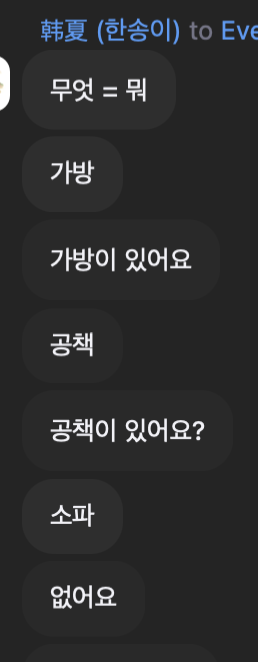 韩夏 (한송이) to Eve
무엇 = 뭐
가방
가방이 있어요
공책
공책이 있어요?
소파
없어요